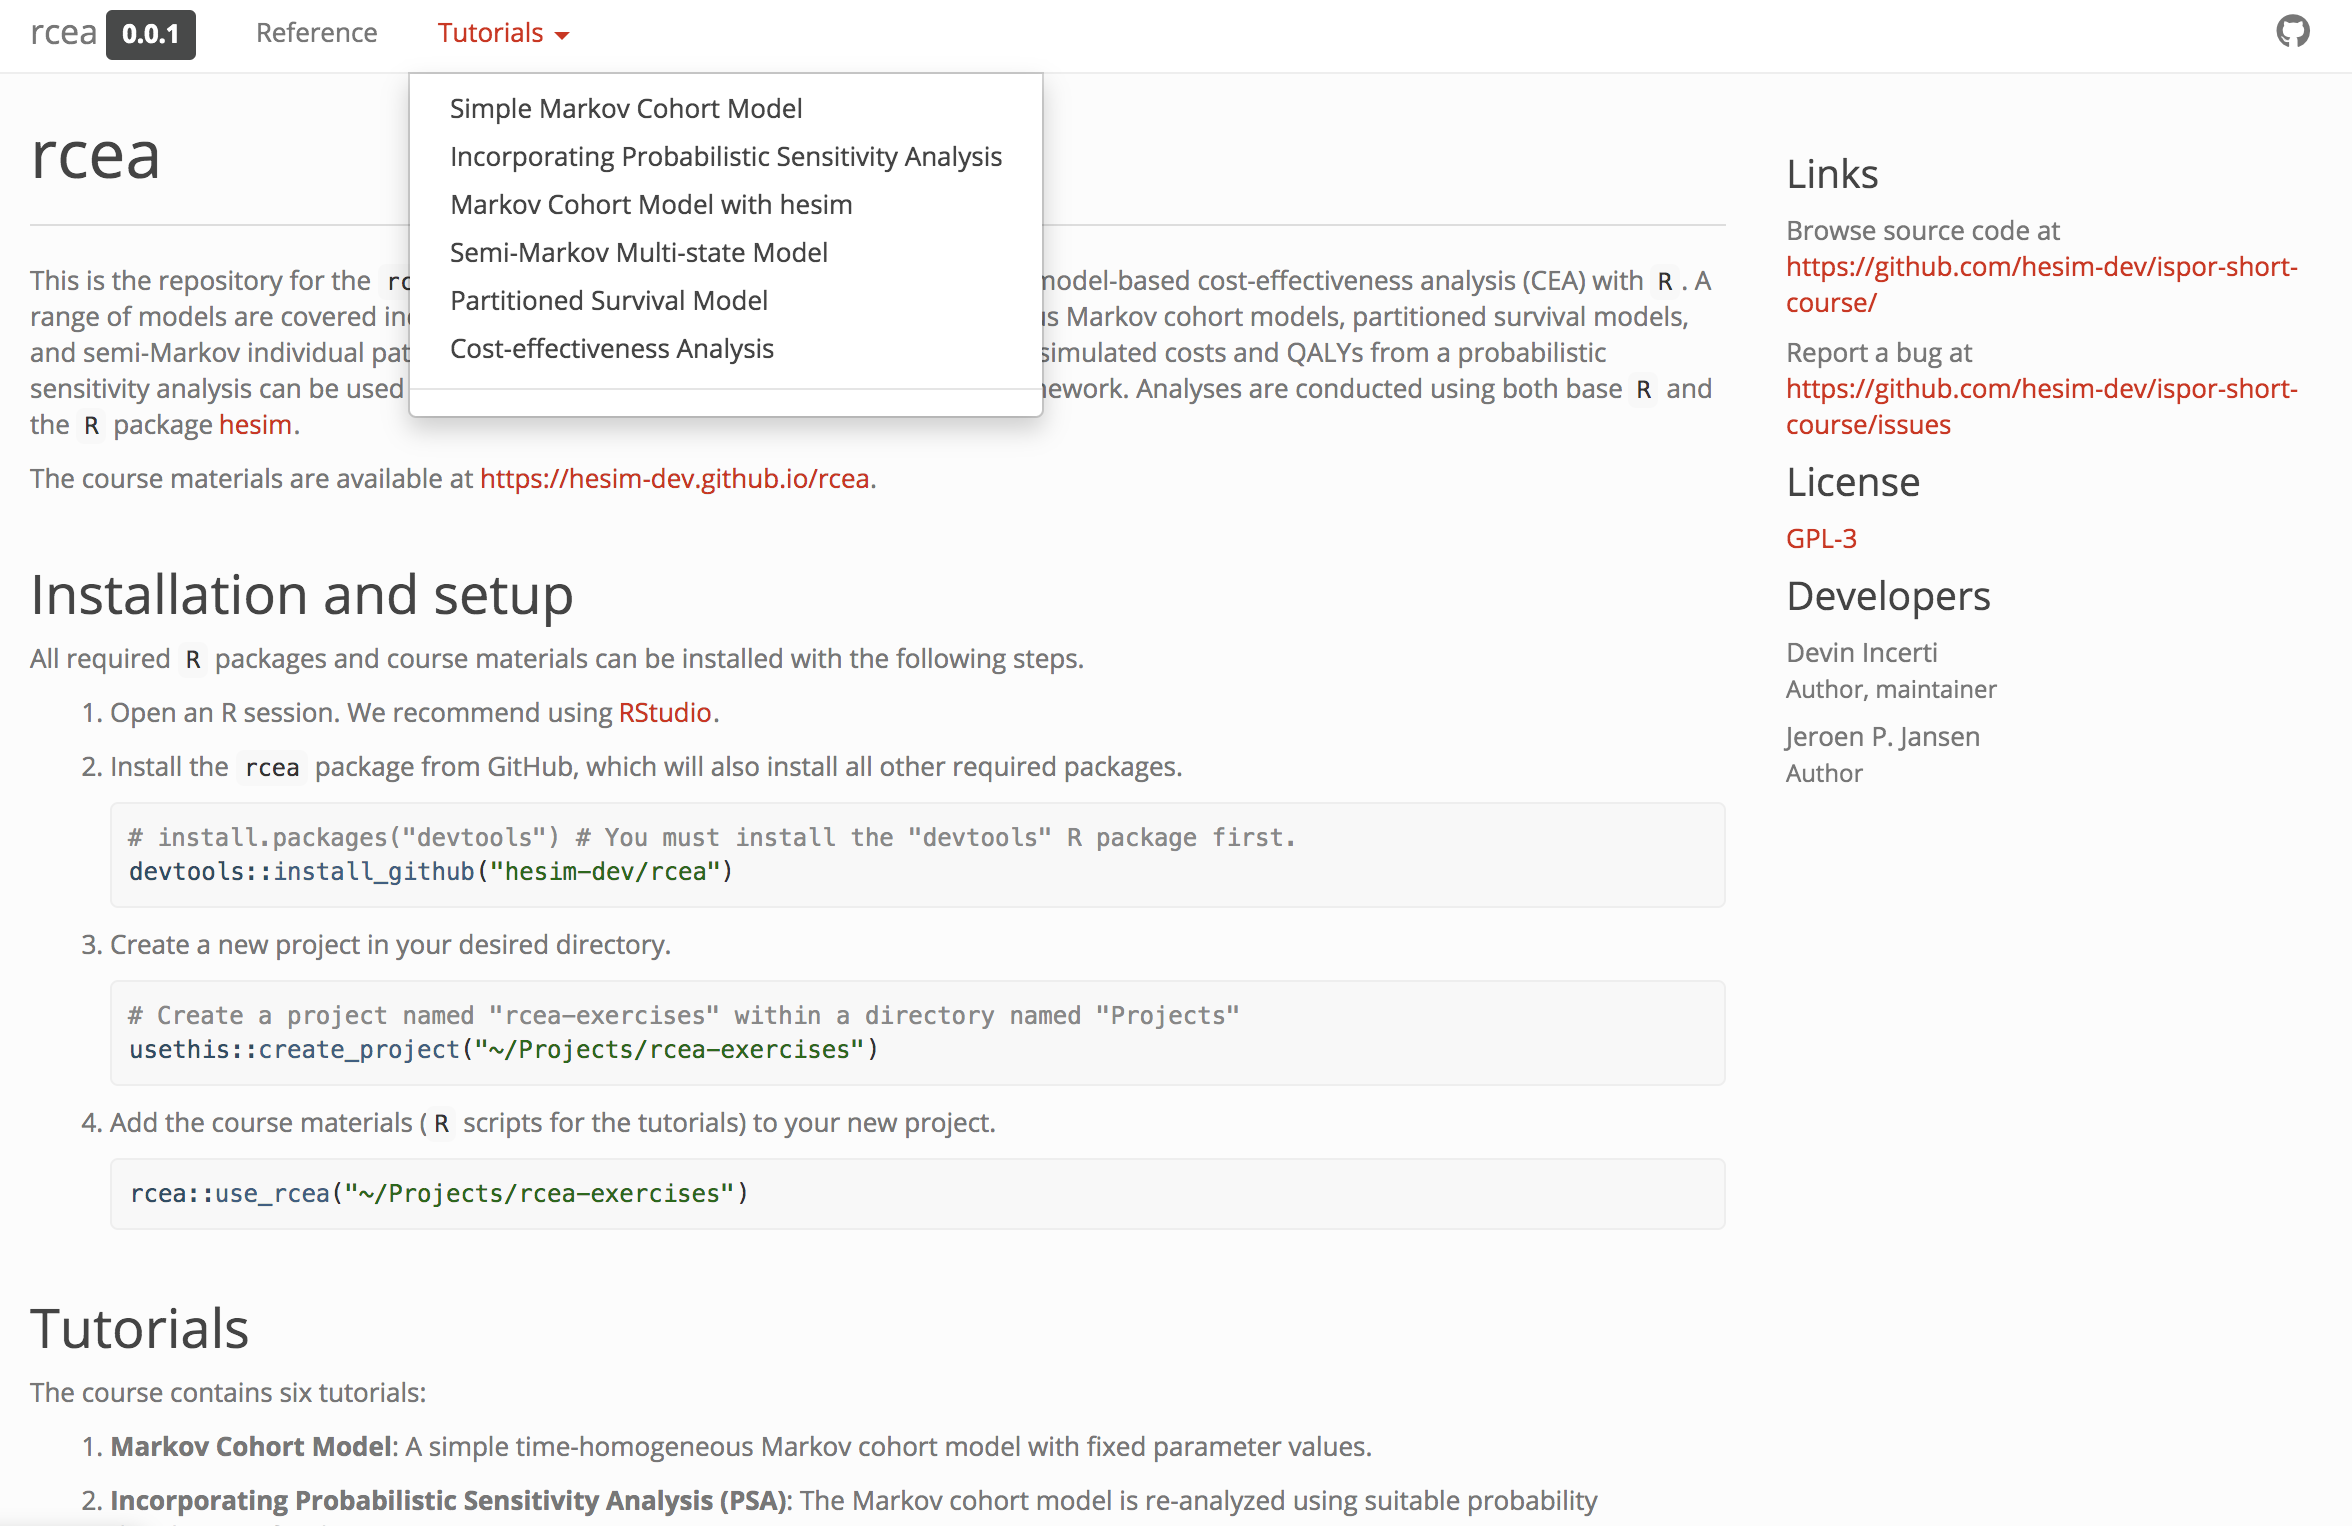 rcea 0.0.1 Reference Tutorials
Simple Markov Cohort Model
Incorporating Probabilistic Sensitivity Analysis
Markov Cohort Model with hesim
Semi-Markov Multi-state Model
Partitioned Survival Model
Cost-effectiveness Analysis
rcea
This is the repository for the model-based cost-effectiveness analysis (CEA) with R. A
range of models are covered Markov cohort models, partitioned survival models,
and semi-Markov individual simulated costs and QALYs from a probabilistic
sensitivity analysis can be used Analyses are conducted using both base R and
the R package hesim.
The course materials are available at https://hesim-dev.github.io/rcea.
Installation and setup
All required R packages and course materials can be installed with the following steps.
1. Open an R session. We recommend using RStudio.
2. Install the rcea package from GitHub, which will also install all other required packages.
# install.packages("devtools") # You must install the "devtools" R package first.
devtools::install_github("hesim-dev/rcea")
3. Create a new project in your desired directory.
# Create a project named "rcea-exercises" within a directory named "Projects"
usethis::create_project("~/Projects/rcea-exercises")
4. Add the course materials ( R scripts for the tutorials) to your new project.
rcea::use_rcea("~/Projects/rcea-exercises")
Tutorials
The course contains six tutorials:
1. Markov Cohort Model: A simple time-homogeneous Markov cohort model with fixed parameter values.
2. Incorporating Probabilistic Sensitivity Analysis (PSA): The Markov cohort model is re-analyzed using suitable probability
Links
Browse source code at
https://github.com/hesim-dev/ispor-short-
course/
Report a bug at
https://github.com/hesim-dev/ispor-short-
course/issues
License
GPL-3
Developers
Devin Incerti
Author, maintainer
Jeroen P. Jansen
Author